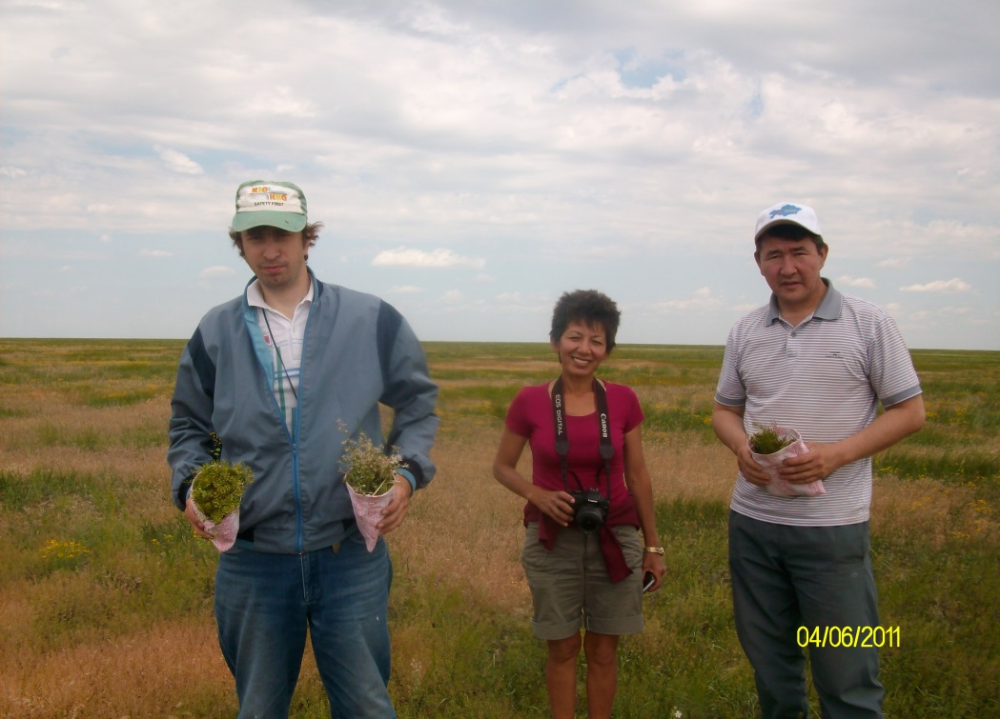 SAFETY FIRST
EOS DIGITAL
Canon
04/06/2011